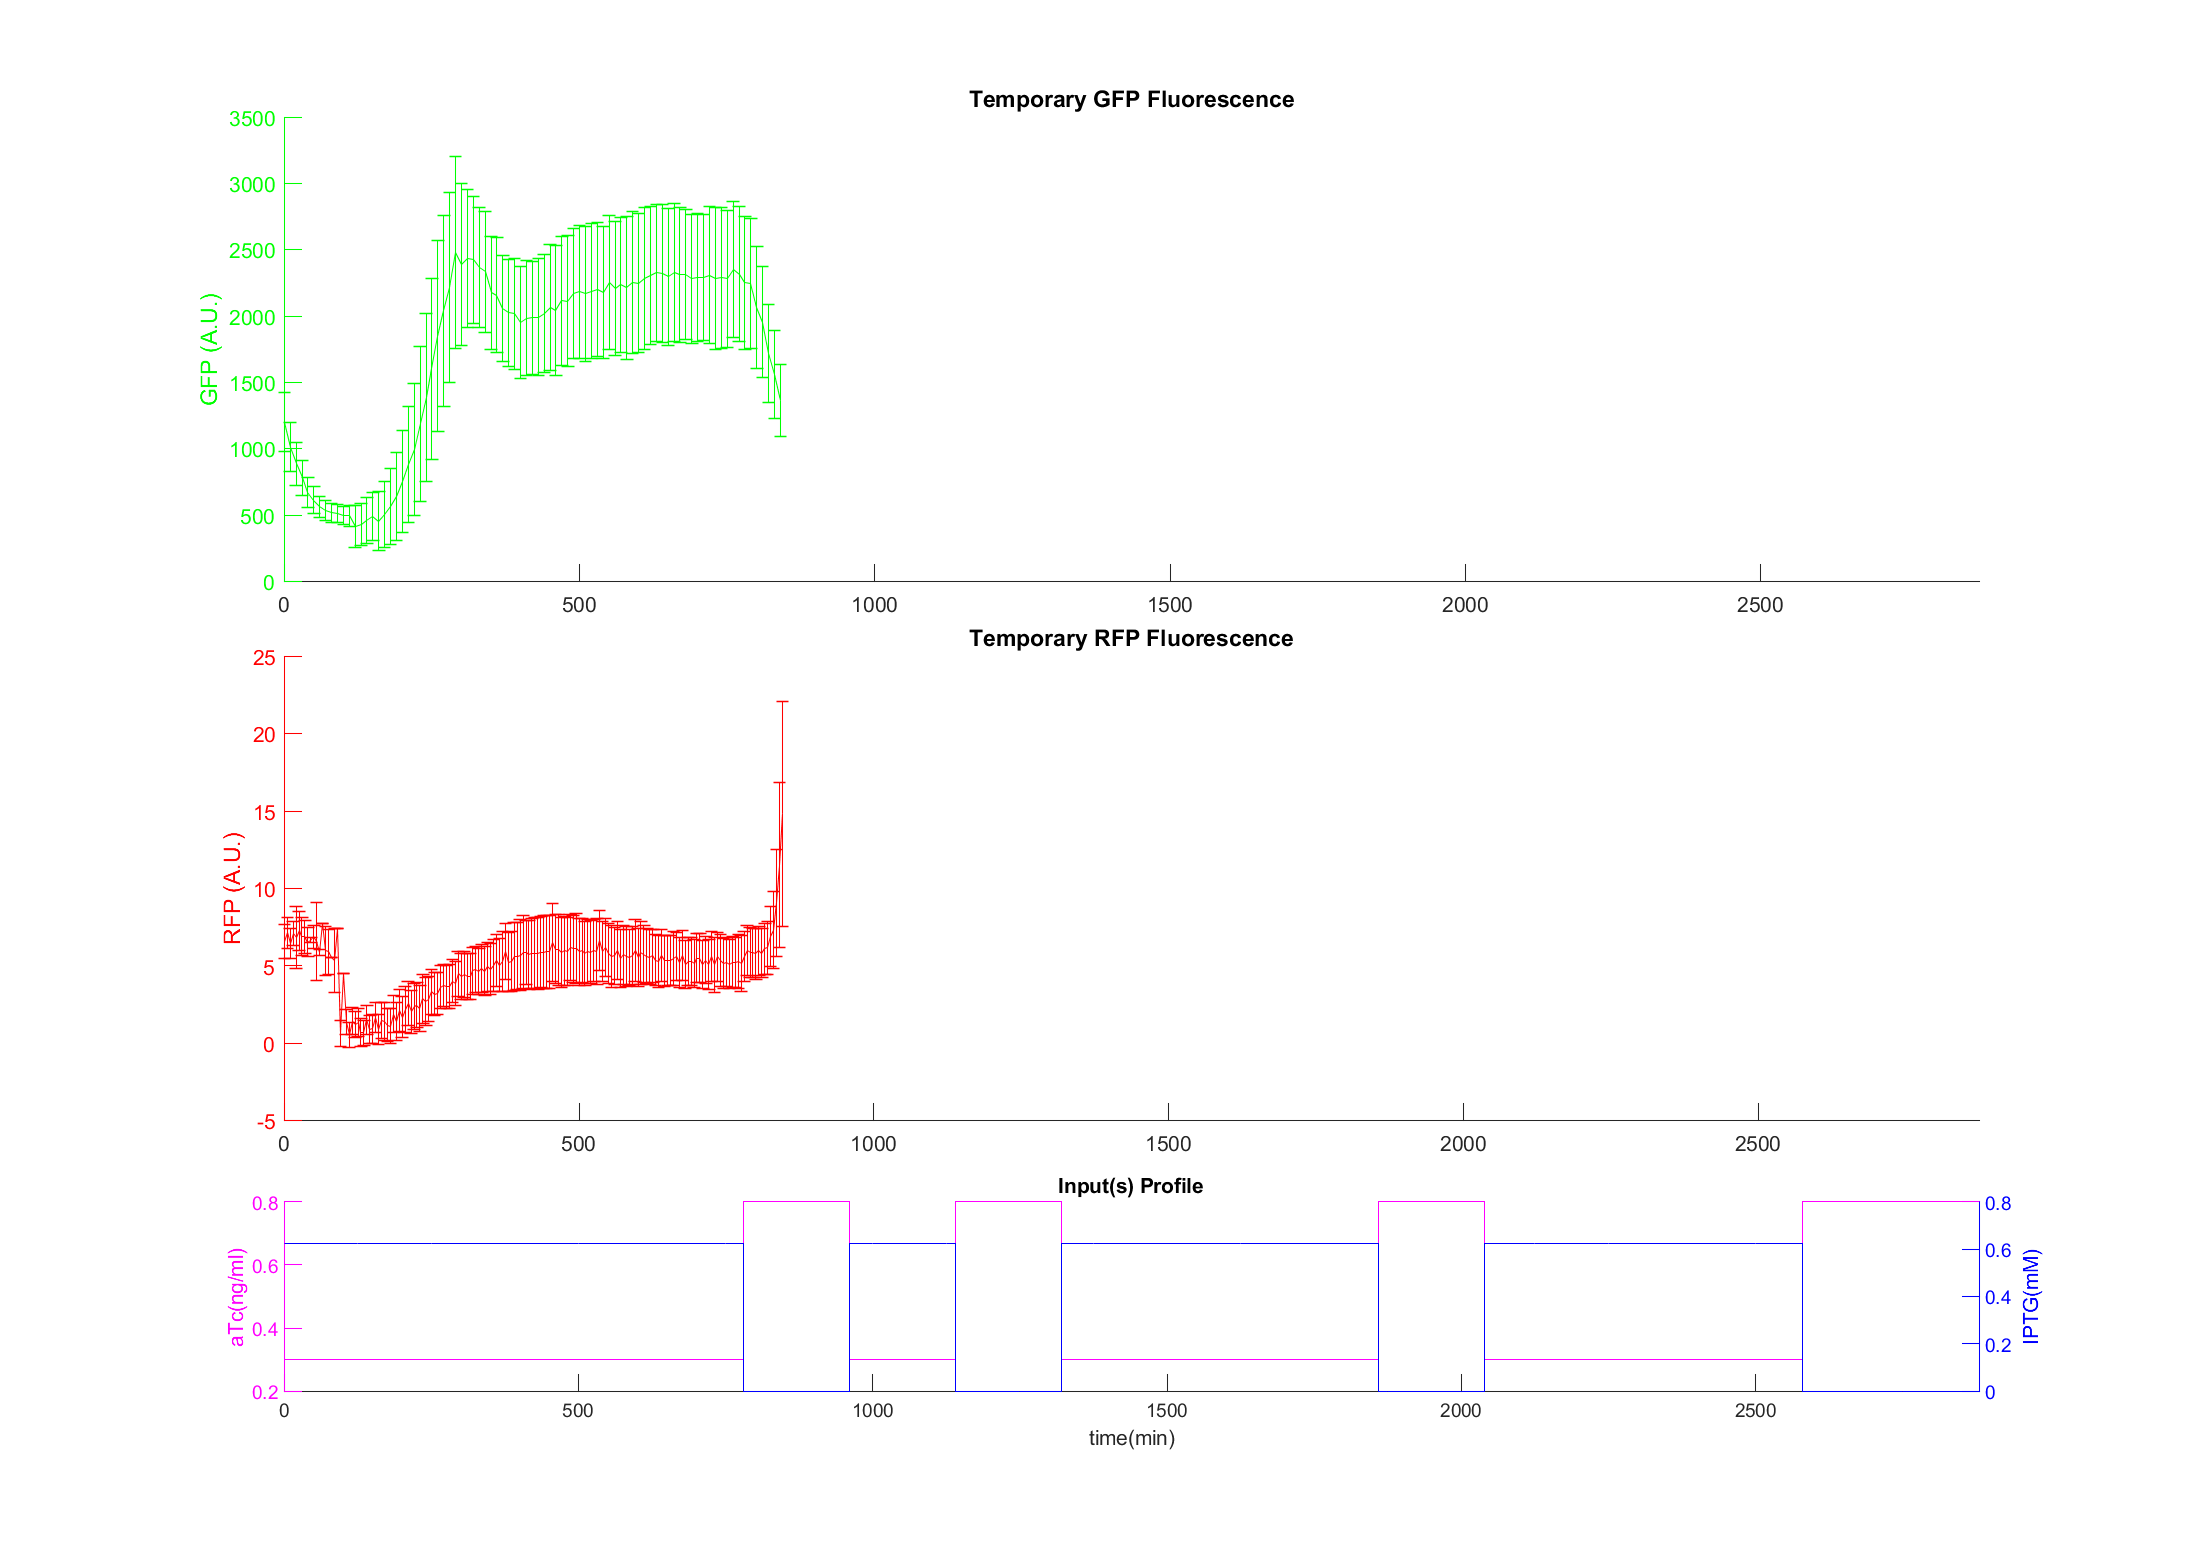 Temporary GFP Fluorescence
GFP (A.U.)
3500
3000
2500
2000
1500
1000
500
0
0 500 1000 1500 2000 2500
Temporary RFP Fluorescence
RFP (A.U.)
25
20
15
10
5
0
-5
0 500 1000 1500 2000 2500
Input(s) Profile
aTc(ng/ml)
0.8
0.6
0.4
0.2
0.8
0.6
0.4
0.2
0
IPTG(mM)
0 500 1000 1500 2000 2500
time(min)